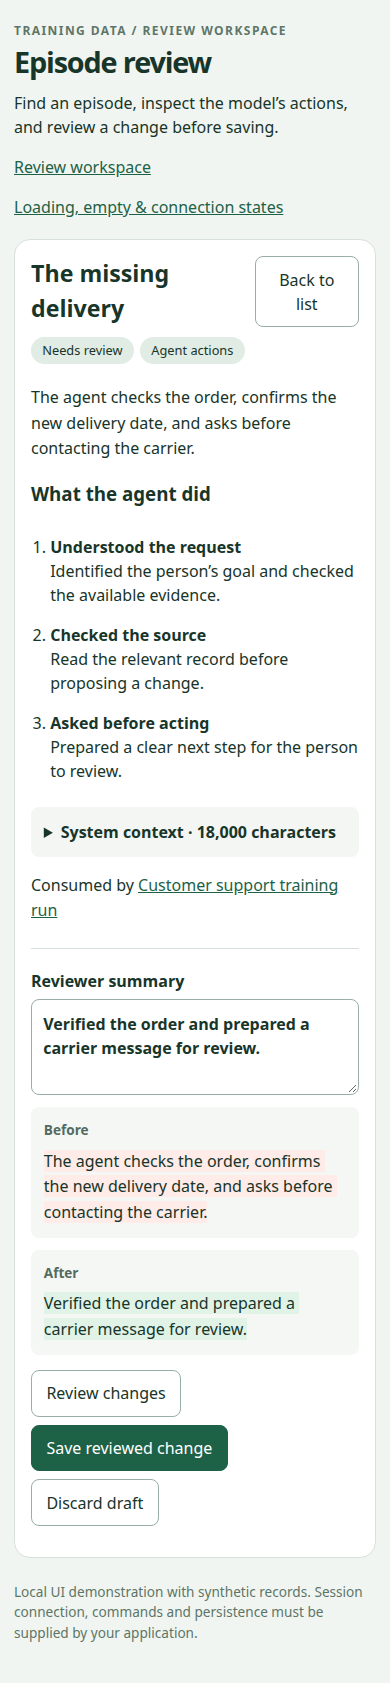 TRAINING DATA / REVIEW WORKSPACE
Episode review
Find an episode, inspect the model’s actions,
and review a change before saving.
Review workspace
Loading, empty & connection states
The missing
delivery
Back to
list
Needs review
Agent actions
The agent checks the order, confirms the
new delivery date, and asks before
contacting the carrier.
What the agent did
1. Understood the request
Identified the person’s goal and checked
the available evidence.
2. Checked the source
Read the relevant record before
proposing a change.
3. Asked before acting
Prepared a clear next step for the person
to review.
System context · 18,000 characters
Consumed by Customer support training
run
Reviewer summary
Verified the order and prepared a
carrier message for review.
Before
The agent checks the order, confirms
the new delivery date, and asks before
contacting the carrier.
After
Verified the order and prepared a
carrier message for review.
Review changes
Save reviewed change
Discard draft
Local UI demonstration with synthetic records. Session
connection, commands and persistence must be
supplied by your application.